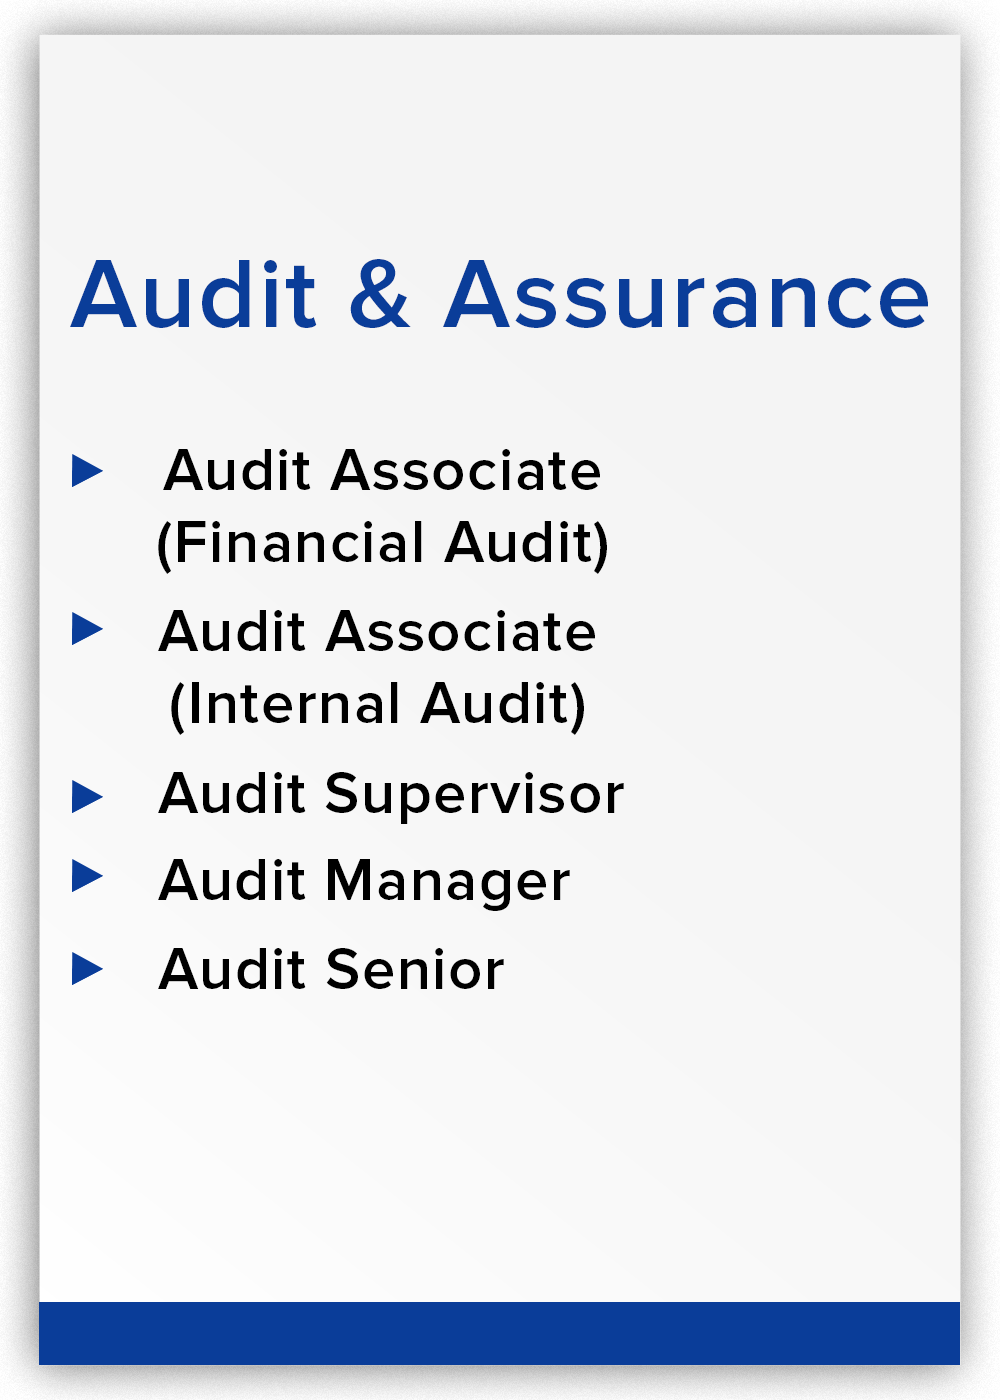 Audit & Assurance
Audit Associate
(Financial Audit)
Audit Associate
(Internal Audit)
Audit Supervisor
Audit Manager
Audit Senior